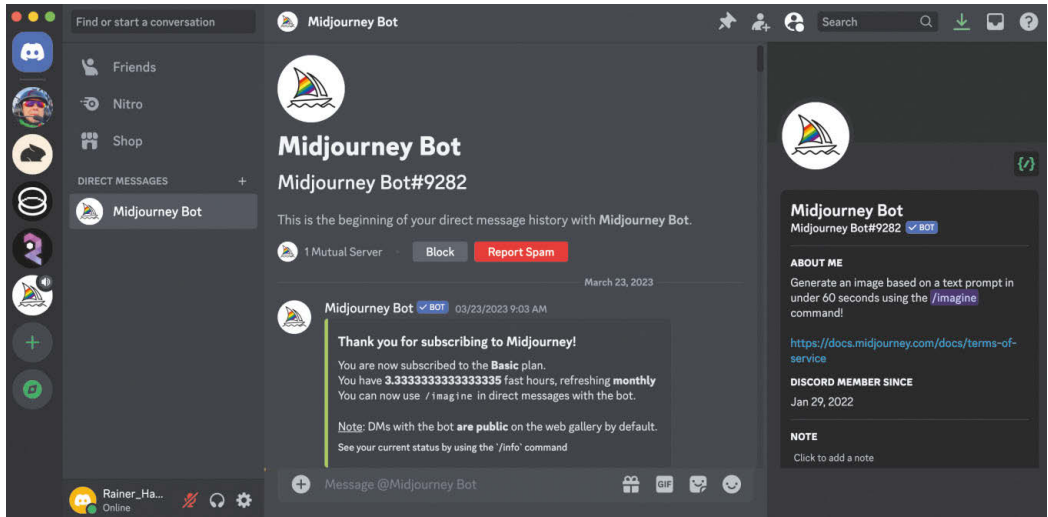 Find or start a conversation
Friends
Nitro
Shop
DIRECT MESSAGES +
Midjourney Bot
Rainer_Ha...
Online
Midjourney Bot
Search
Midjourney Bot
Midjourney Bot#9282
This is the beginning of your direct message history with Midjourney Bot.
1 Mutual Server
Block
Report Spam
March 23, 2023
Midjourney Bot BOT 03/23/2023 9:03 AM
Thank you for subscribing to Midjourney!
You are now subscribed to the Basic plan.
You have 3.3333333333333335 fast hours, refreshing monthly
You can now use /imagine in direct messages with the bot.
Note: DMs with the bot are public on the web gallery by default.
See your current status by using the `/info` command
Message @Midjourney Bot
GIF
Midjourney Bot
Midjourney Bot#9282 BOT
ABOUT ME
Generate an image based on a text prompt in
under 60 seconds using the /imagine
command!
https://docs.midjourney.com/docs/terms-of-
service
DISCORD MEMBER SINCE
Jan 29, 2022
NOTE
Click to add a note